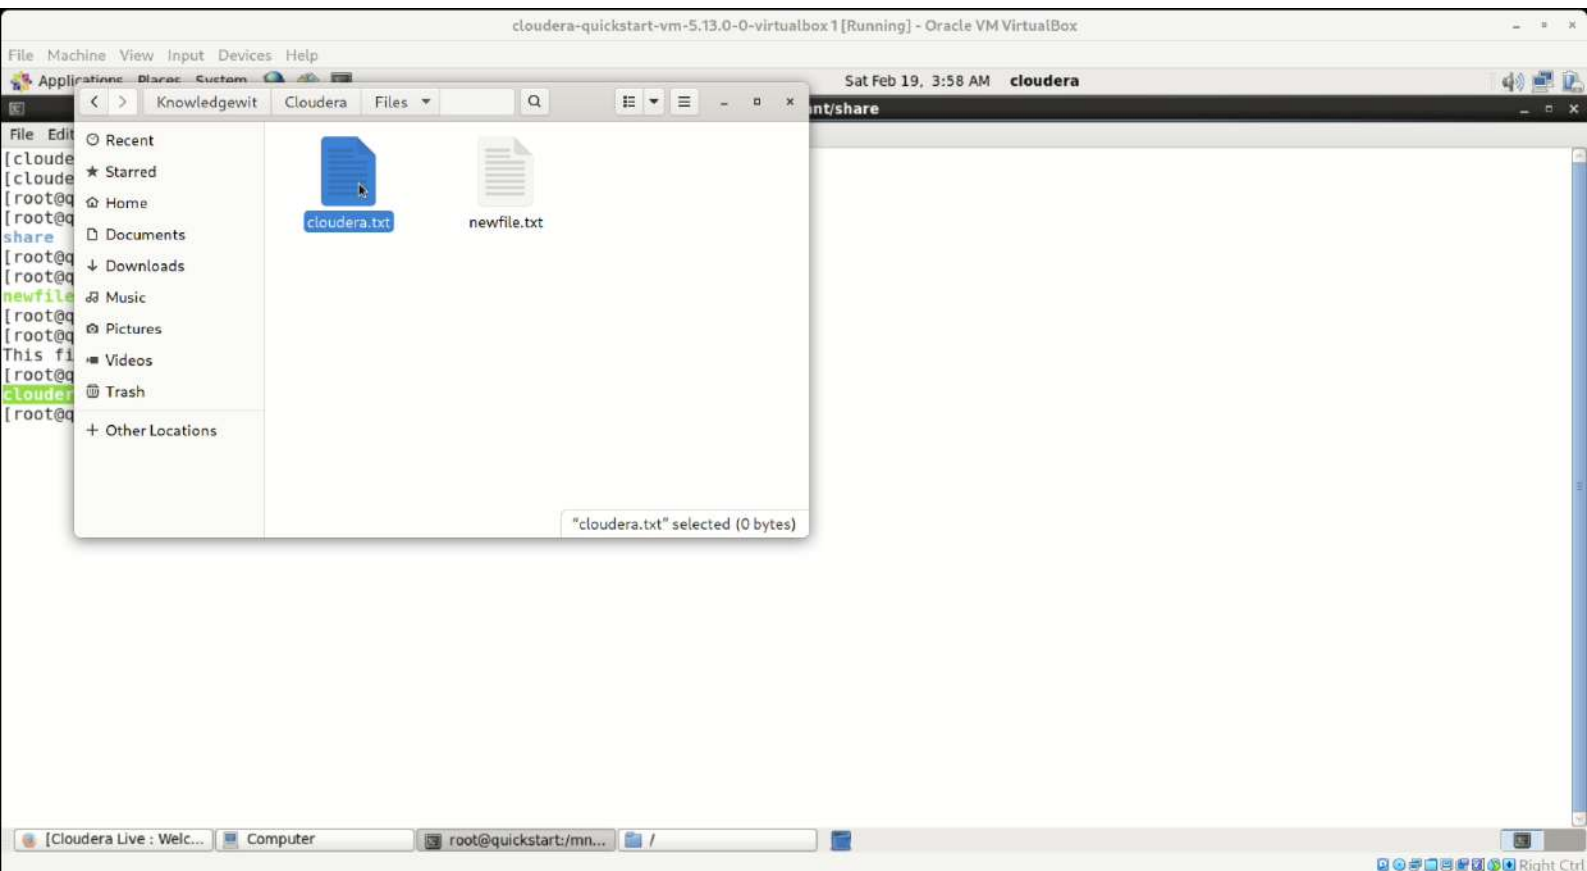 cloudera-quickstart-vm-5.13.0-0-virtualbox 1 [Running] - Oracle VM VirtualBox
File Machine View Input Devices Help
Applications Places System
Sat Feb 19, 3:58 AM cloudera
Knowledgewit Cloudera Files
nt/share
File Edit
[cloude
[cloude
[root@q
[root@q
share
[root@q
[root@q
newfile
[root@q
[root@q
This fi
[root@q
clouder
[root@q
Recent
Starred
Home
Documents
Downloads
Music
Pictures
Videos
Trash
+ Other Locations
cloudera.txt
newfile.txt
"cloudera.txt" selected (0 bytes)
[Cloudera Live : Welc...
Computer
root@quickstart:/mn...
/
Right Ctrl